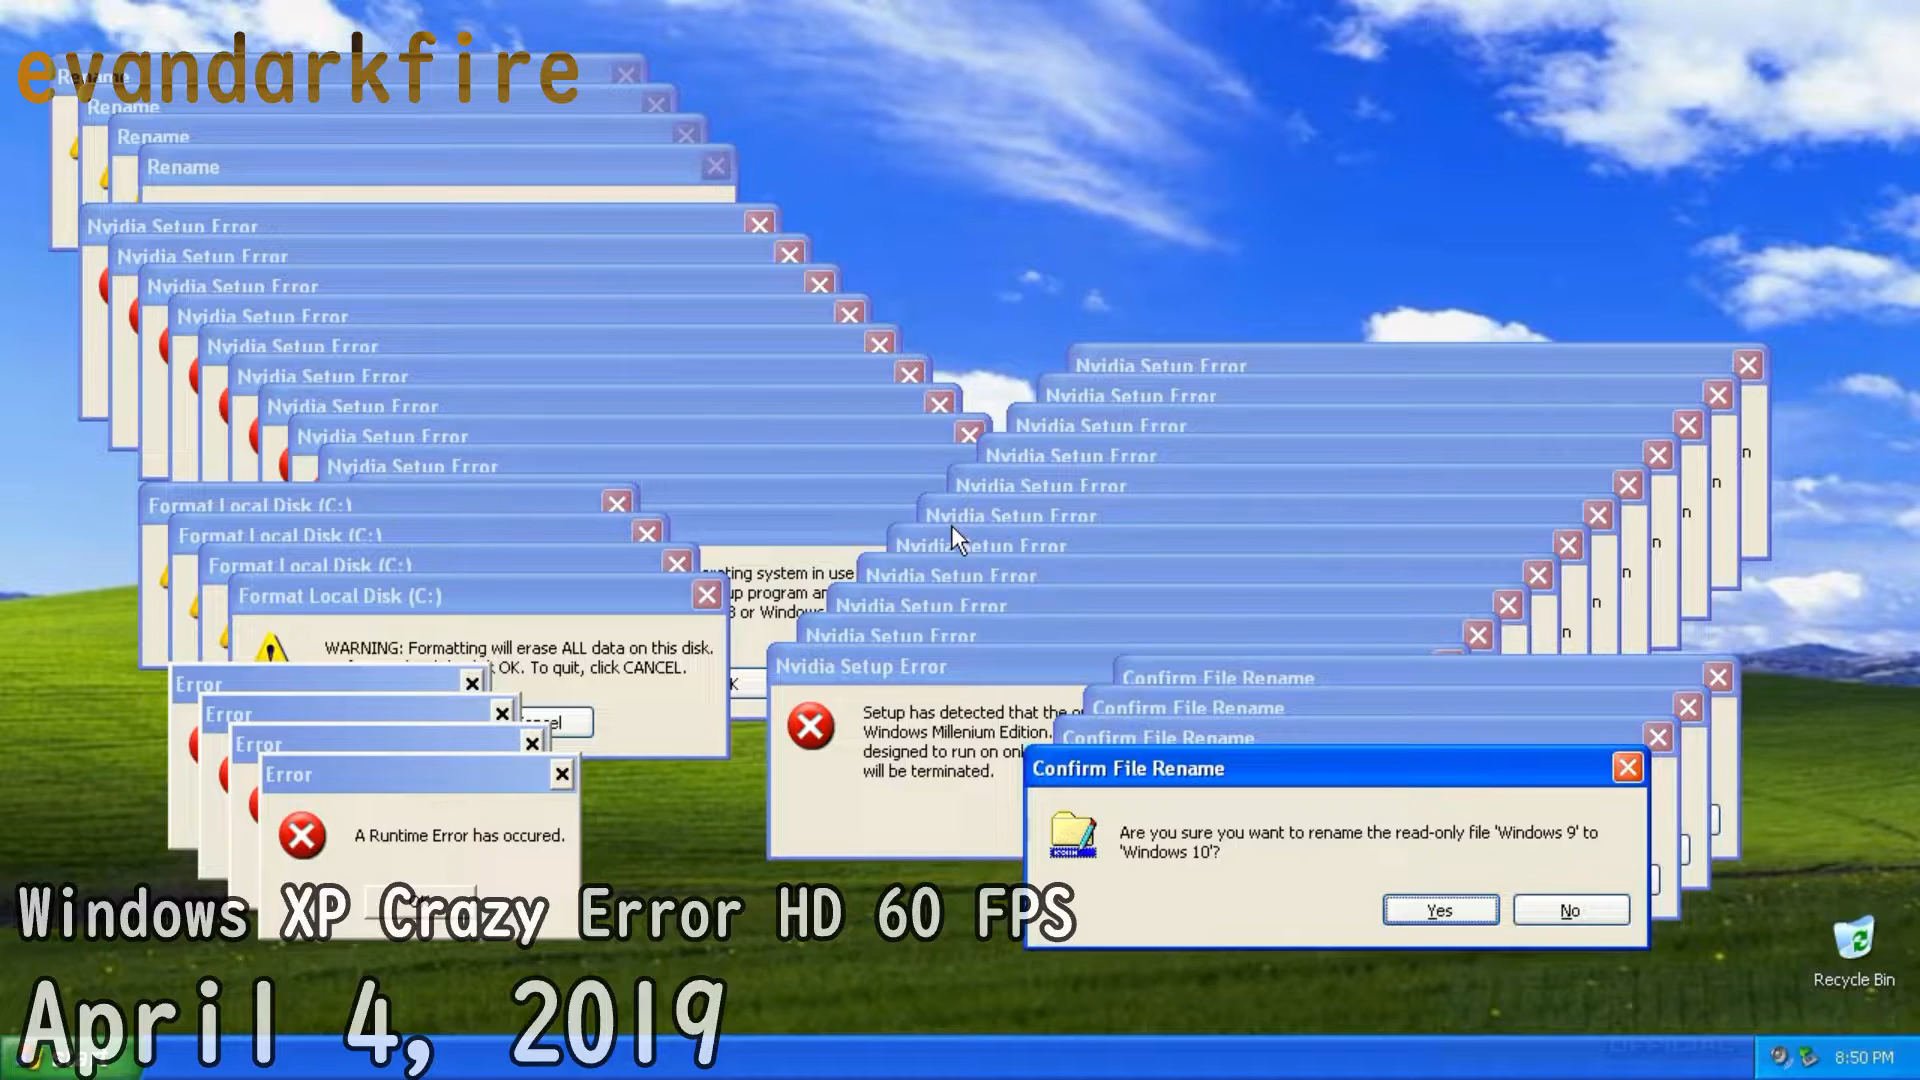 evandarkfire
Rename
Rename
Rename
Rename
Nvidia Setup Error
Nvidia Setup Error
Nvidia Setup Error
Nvidia Setup Error
Nvidia Setup Error
Nvidia Setup Error
Nvidia Setup Error
Nvidia Setup Error
Nvidia Setup Error
Format Local Disk (C:)
Format Local Disk (C:)
Format Local Disk (C:)
Format Local Disk (C:)
WARNING: Formatting will erase ALL data on this disk.
OK. To quit, click CANCEL.
system in use
program
or
Error
Error
Error
Error
A Runtime Error has occured.
Nvidia Setup Error
Nvidia Setup Error
Nvidia Setup Error
Nvidia Setup Error
Nvidia Setup Error
Nvidia Setup Error
Nvidia Setup Error
Nvidia Setup Error
Nvidia Setup Error
Nvidia Setup Error
Nvidia Setup Error
Setup has detected that the
Windows Millenium Edition.
designed to run on
will be terminated.
Confirm File Rename
Confirm File Rename
Confirm File Rename
Confirm File Rename
Are you sure you want to rename the read-only file 'Windows 9' to
'Windows 10'?
Yes No
Windows XP Crazy Error HD 60 FPS
Recycle Bin
April 4, 2019
8:50 PM